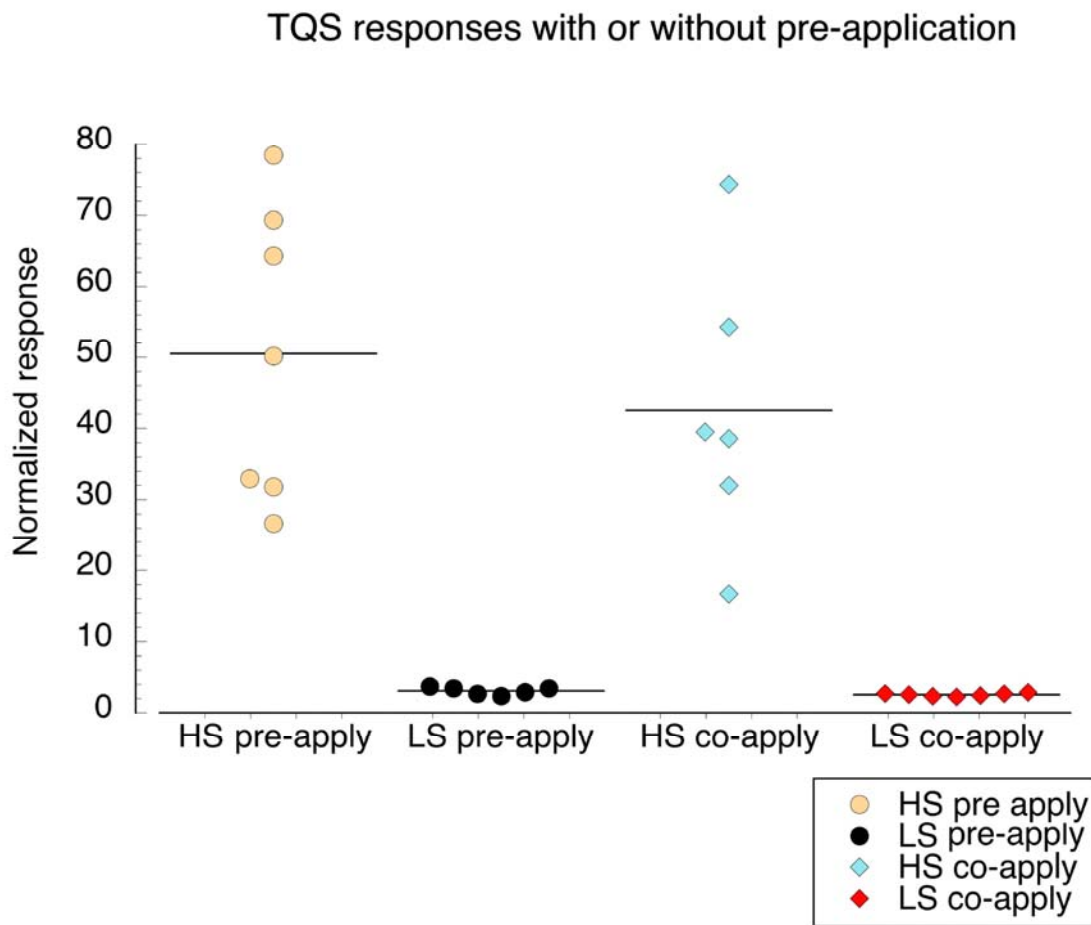 TQS responses with or without pre-application
80
70
60
50
40
30
20
10
0
Normalized response
HS pre-apply LS pre-apply HS co-apply LS co-apply
HS pre apply
LS pre-apply
HS co-apply
LS co-apply